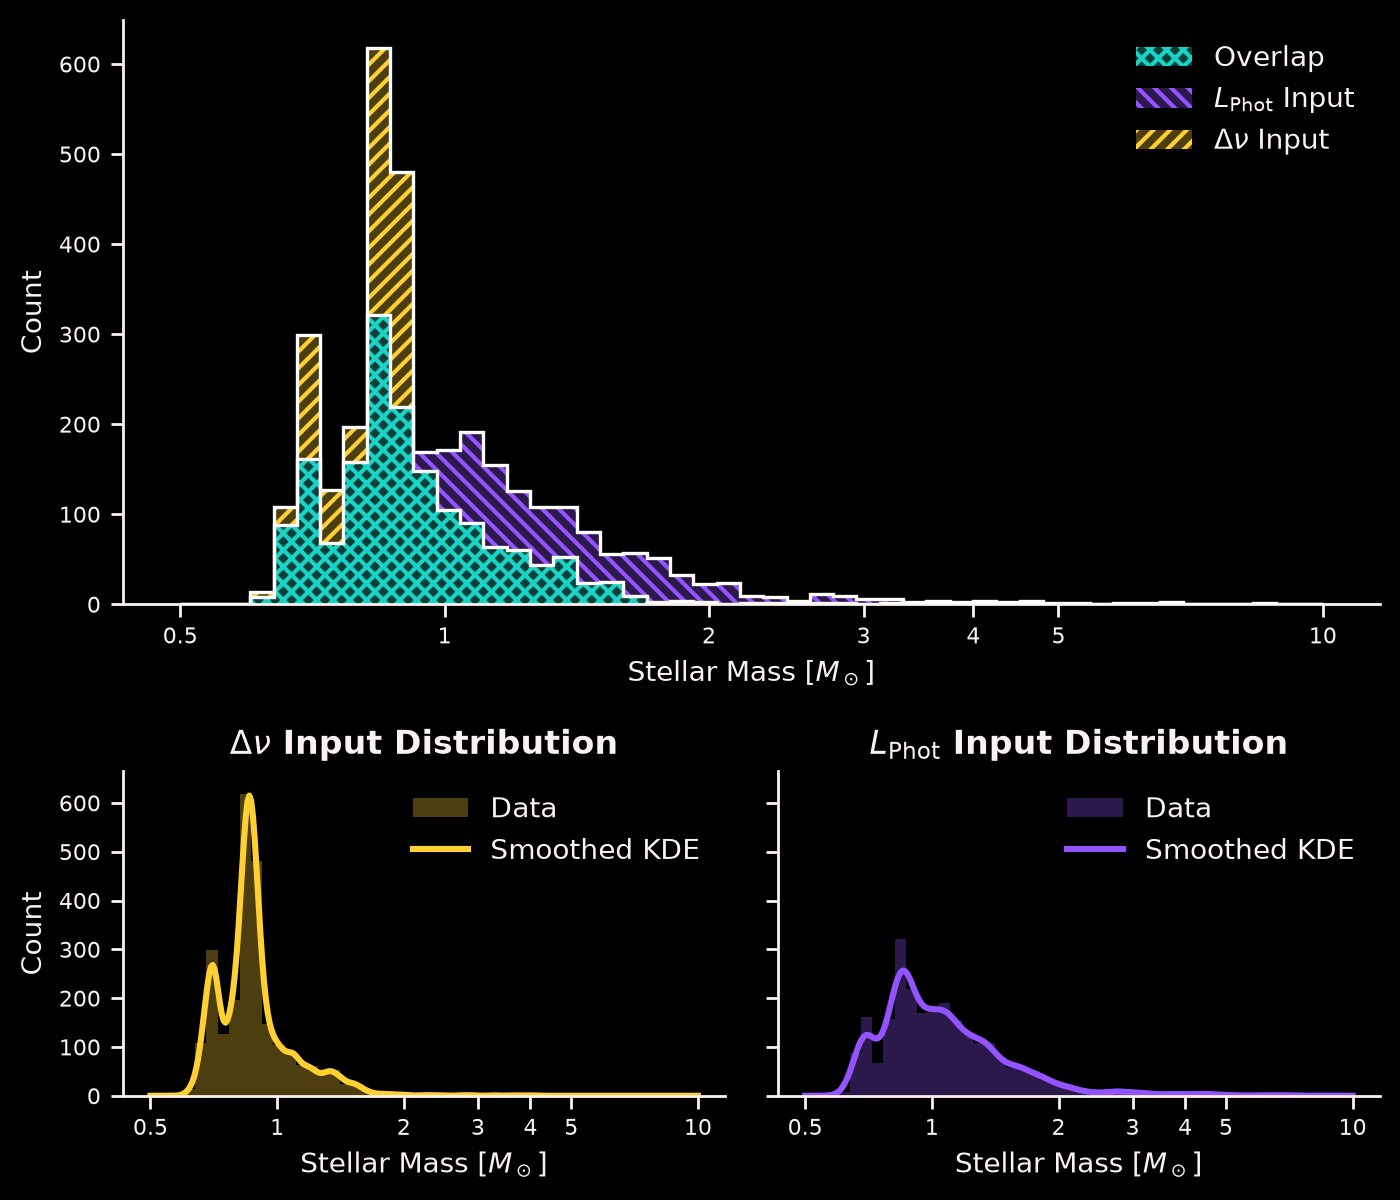 Overlap
L_Phot Input
Δν Input
Count
600
500
400
300
200
100
0
0.5 1 2 3 4 5 10
Stellar Mass [M⊙]
Δν Input Distribution
Data
Smoothed KDE
Count
600
500
400
300
200
100
0
0.5 1 2 3 4 5 10
Stellar Mass [M⊙]
L_Phot Input Distribution
Data
Smoothed KDE
0.5 1 2 3 4 5 10
Stellar Mass [M⊙]